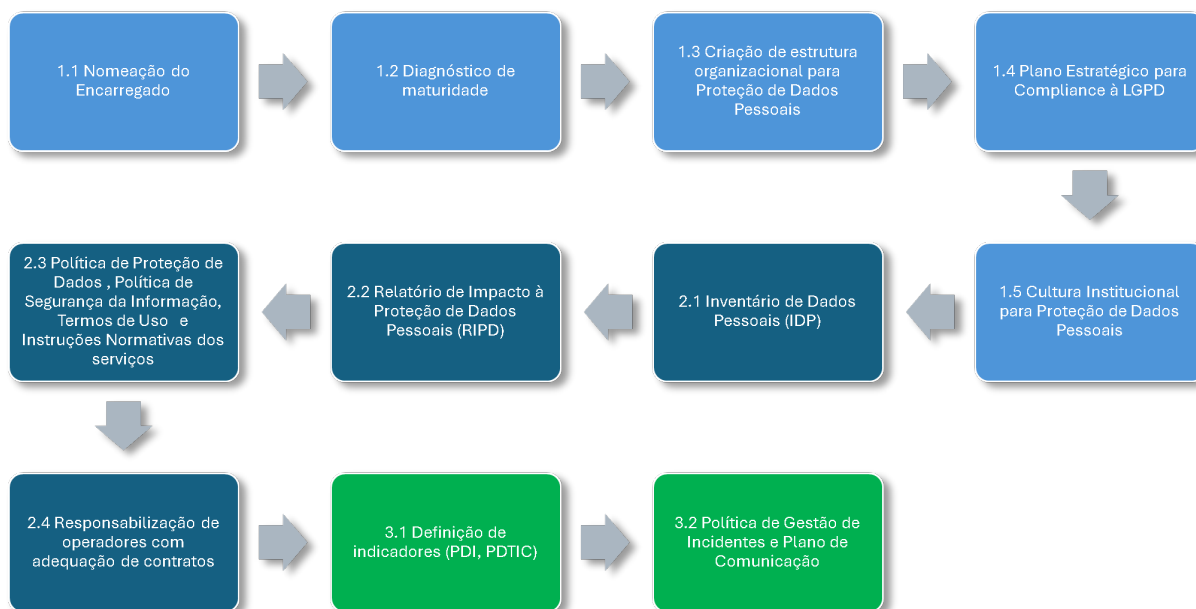 1.1 Nomeação do
Encarregado
1.2 Diagnóstico de
maturidade
1.3 Criação de estrutura
organizacional para
Proteção de Dados
Pessoais
1.4 Plano Estratégico para
Compliance à LGPD
1.5 Cultura Institucional
para Proteção de Dados
Pessoais
2.1 Inventário de Dados
Pessoais (IDP)
2.2 Relatório de Impacto à
Proteção de Dados
Pessoais (RIPD)
2.3 Política de Proteção de
Dados , Política de
Segurança da Informação,
Termos de Uso e
Instruções Normativas dos
serviços
2.4 Responsabilização de
operadores com
adequação de contratos
3.1 Definição de
indicadores (PDI, PDTIC)
3.2 Política de Gestão de
Incidentes e Plano de
Comunicação